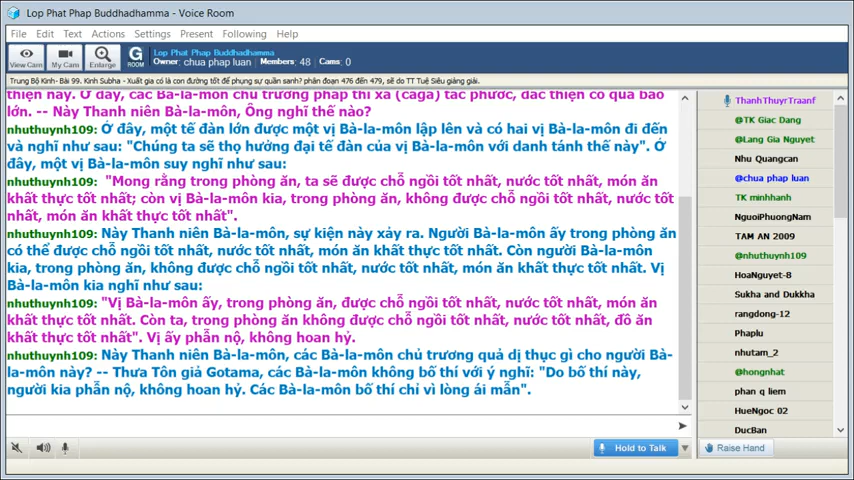 Lop Phat Phap Buddhadhamma - Voice Room
File Edit Text Actions Settings Present Following Help
View Cam
My Cam
Enlarge
G ROOM
Lop Phat Phap Buddhadhamma
Owner: chua phap luan Members: 48 Cams: 0
Trung Bộ Kinh- Bài 99. Kinh Subha - Xuất gia có là con đường tốt để phụng sự quần sanh? phân đoạn 476 đến 479, sẽ do TT Tuệ Siêu giảng giải.
thiện này. Ở đây, các Bà-la-môn chủ trương pháp thí xả (caga) tác phước, đắc thiện có quả báo
lớn. -- Này Thanh niên Bà-la-môn, Ông nghĩ thế nào?
nhuthuynh109: Ở đây, một tế đàn lớn được một vị Bà-la-môn lập lên và có hai vị Bà-la-môn đi đến
và nghĩ như sau: "Chúng ta sẽ thọ hưởng đại tế đàn của vị Bà-la-môn với danh tánh thế này". Ở
đây, một vị Bà-la-môn suy nghĩ như sau:
nhuthuynh109: "Mong rằng trong phòng ăn, ta sẽ được chỗ ngồi tốt nhất, nước tốt nhất, món ăn
khất thực tốt nhất; còn vị Bà-la-môn kia, trong phòng ăn, không được chỗ ngồi tốt nhất, nước tốt
nhất, món ăn khất thực tốt nhất".
nhuthuynh109: Này Thanh niên Bà-la-môn, sự kiện này xảy ra. Người Bà-la-môn ấy trong phòng ăn
có thể được chỗ ngồi tốt nhất, nước tốt nhất, món ăn khất thực tốt nhất. Còn người Bà-la-môn
kia, trong phòng ăn, không được chỗ ngồi tốt nhất, nước tốt nhất, món ăn khất thực tốt nhất. Vị
Bà-la-môn kia nghĩ như sau:
nhuthuynh109: "Vị Bà-la-môn ấy, trong phòng ăn, được chỗ ngồi tốt nhất, nước tốt nhất, món ăn
khất thực tốt nhất. Còn ta, trong phòng ăn không được chỗ ngồi tốt nhất, nước tốt nhất, đồ ăn
khất thực tốt nhất". Vị ấy phẫn nộ, không hoan hỷ.
nhuthuynh109: Này Thanh niên Bà-la-môn, các Bà-la-môn chủ trương quả dị thục gì cho người Bà-
la-môn này? -- Thưa Tôn giả Gotama, các Bà-la-môn không bố thí với ý nghĩ: "Do bố thí này,
người kia phẫn nộ, không hoan hỷ. Các Bà-la-môn bố thí chỉ vì lòng ái mẫn".
ThanhThuyrTraanf
@TK Giac Dang
@Lang Gia Nguyet
Nhu Quangcan
@chua phap luan
TK minhhanh
NguoiPhuongNam
TAM AN 2009
@nhuthuynh109
HoaNguyet-8
Sukha and Dukkha
rangdong-12
Phaplu
nhutam_2
@hongnhat
phan q liem
HueNgoc 02
DucBan
Hold to Talk
Raise Hand